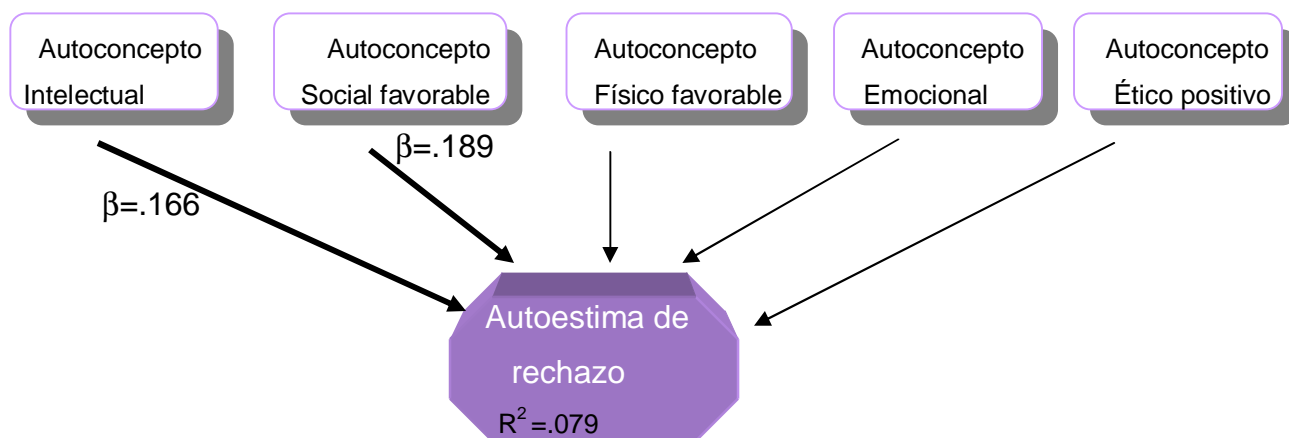 Autoconcepto
Intelectual
Autoconcepto
Social favorable
Autoconcepto
Físico favorable
Autoconcepto
Emocional
Autoconcepto
Ético positivo
β=.189
β=.166
Autoestima de
rechazo
R² =.079